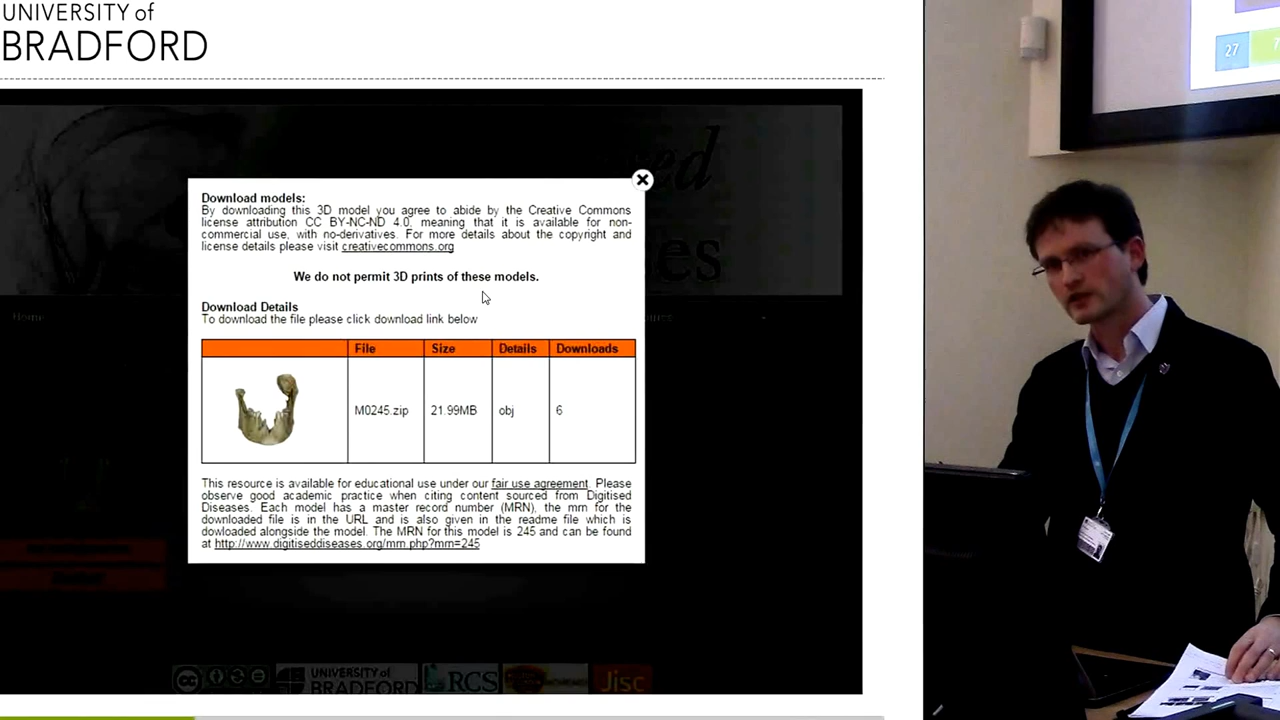 UNIVERSITY of
BRADFORD
27
7
ed
es
Download models:
By downloading this 3D model you agree to abide by the Creative Commons
license attribution CC BY-NC-ND 4.0, meaning that it is available for non-
commercial use, with no-derivatives. For more details about the copyright and
license details please visit creativecommons.org
We do not permit 3D prints of these models.
Home
Download Details
To download the file please click download link below
File Size Details Downloads
M0245.zip 21.99MB obj 6
This resource is available for educational use under our fair use agreement. Please
observe good academic practice when citing content sourced from Digitised
Diseases. Each model has a master record number (MRN), the mrn for the
downloaded file is in the URL and is also given in the readme file which is
dowloaded alongside the model. The MRN for this model is 245 and can be found
at http://www.digitiseddiseases.org/mrn.php?mrn=245
UNIVERSITY of
BRADFORD
RCS
Jisc